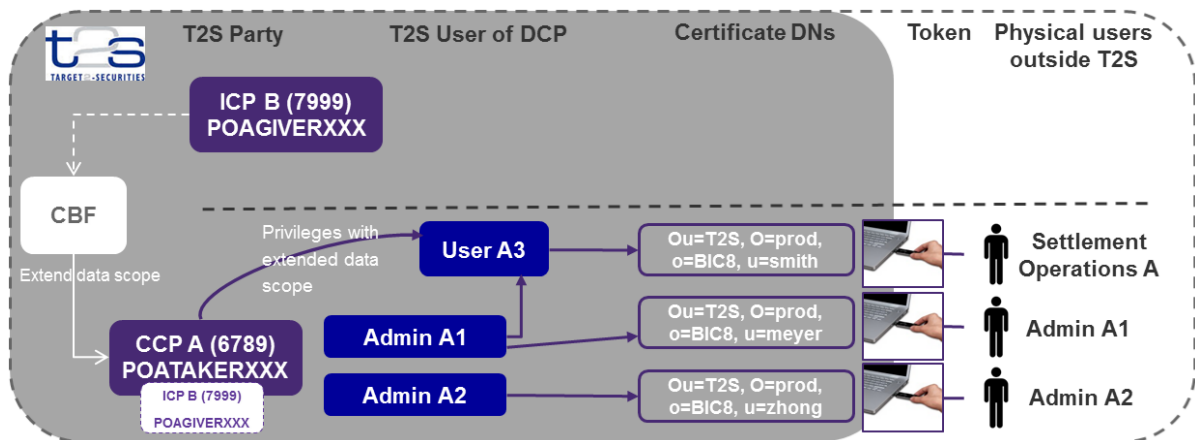 t2s
TARGET2-SECURITIES
T2S Party
T2S User of DCP
Certificate DNs
Token
Physical users
outside T2S
ICP B (7999)
POAGIVERXXX
CBF
Extend data scope
Privileges with
extended data
scope
User A3
Ou=T2S, O=prod,
o=BIC8, u=smith
Settlement
Operations A
CCP A (6789)
POATAKERXXX
ICP B (7999)
POAGIVERXXX
Admin A1
Ou=T2S, O=prod,
o=BIC8, u=meyer
Admin A1
Admin A2
Ou=T2S, O=prod,
o=BIC8, u=zhong
Admin A2